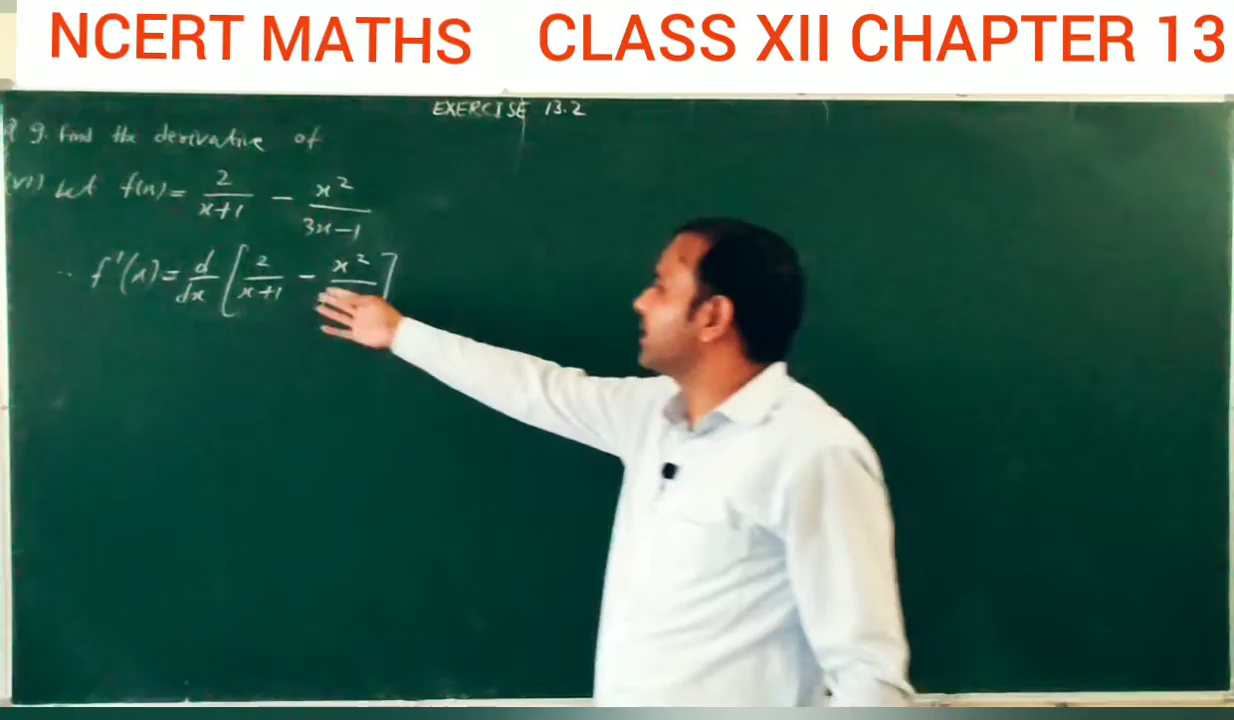 NCERT MATHS CLASS XII CHAPTER 13
EXERCISE 13.2
9. Find the derivative of
(vi) Let f(x) = 2/(x+1) - x²/(3x-1)
∴ f'(x) = d/dx [2/(x+1) - x²/ ]